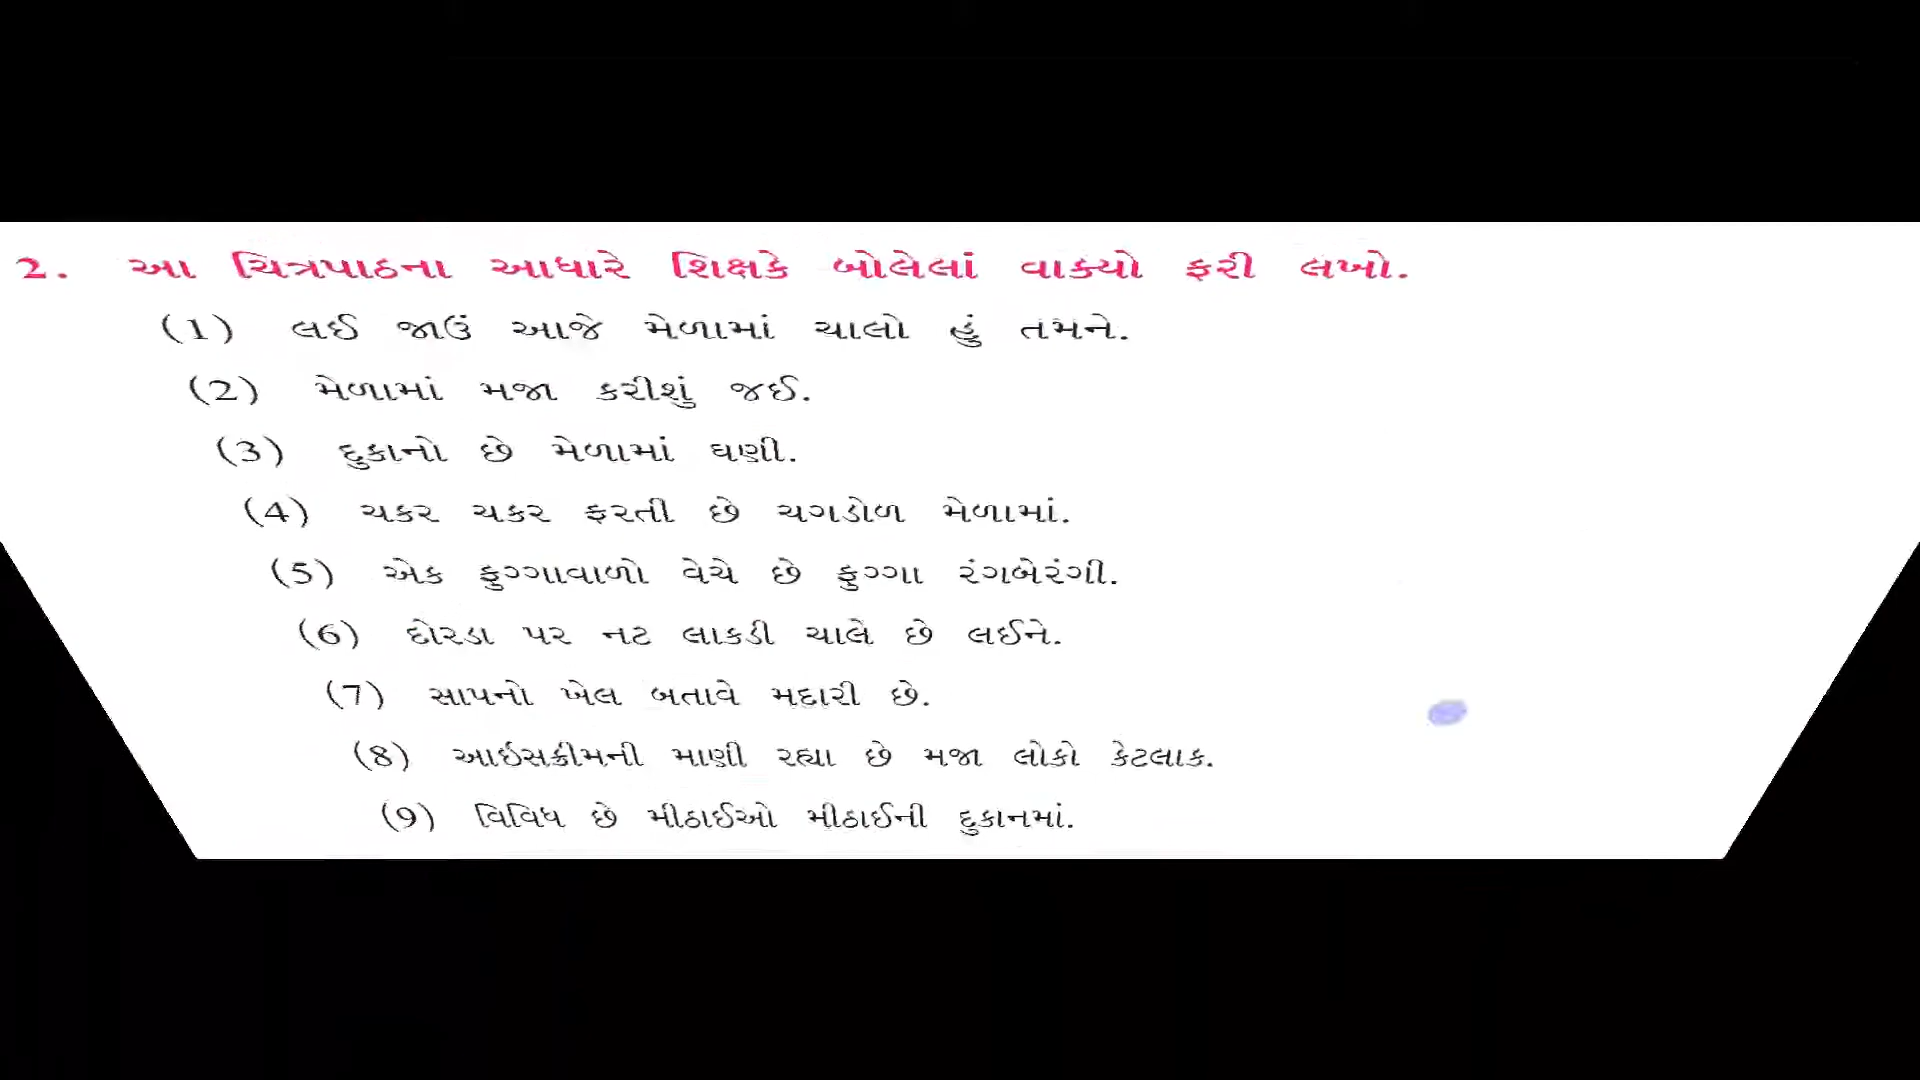 2. આ ચિત્રપાઠના આધારે શિક્ષકે બોલેલાં વાક્યો ફરી લખો.
(1) લઈ જાઉં આજે મેળામાં ચાલો હું તમને.
(2) મેળામાં મજા કરીશું જઈ.
(3) દુકાનો છે મેળામાં ઘણી.
(4) ચકર ચકર ફરતી છે ચગડોળ મેળામાં.
(5) એક ફુગ્ગાવાળો વેચે છે ફુગ્ગા રંગબેરંગી.
(6) દોરડા પર નટ લાકડી ચાલે છે લઈને.
(7) સાપનો ખેલ બતાવે મદારી છે.
(8) આઇસક્રીમની માણી રહ્યા છે મજા લોકો કેટલાક.
(9) વિવિધ છે મીઠાઈઓ મીઠાઈની દુકાનમાં.